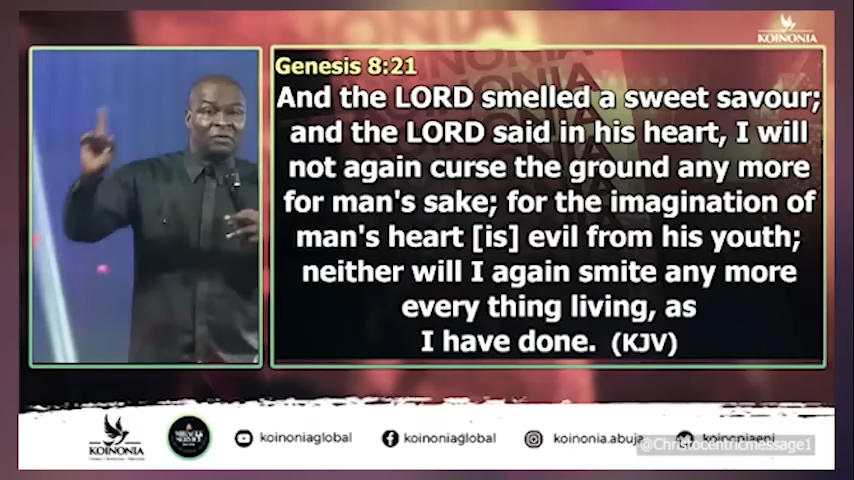 KOINONIA
Genesis 8:21
And the LORD smelled a sweet savour;
and the LORD said in his heart, I will
not again curse the ground any more
for man's sake; for the imagination of
man's heart [is] evil from his youth;
neither will I again smite any more
every thing living, as
I have done. (KJV)
KOINONIA
koinoniaglobal
koinoniaglobal
koinonia.abuja
@Christocentricmessage1